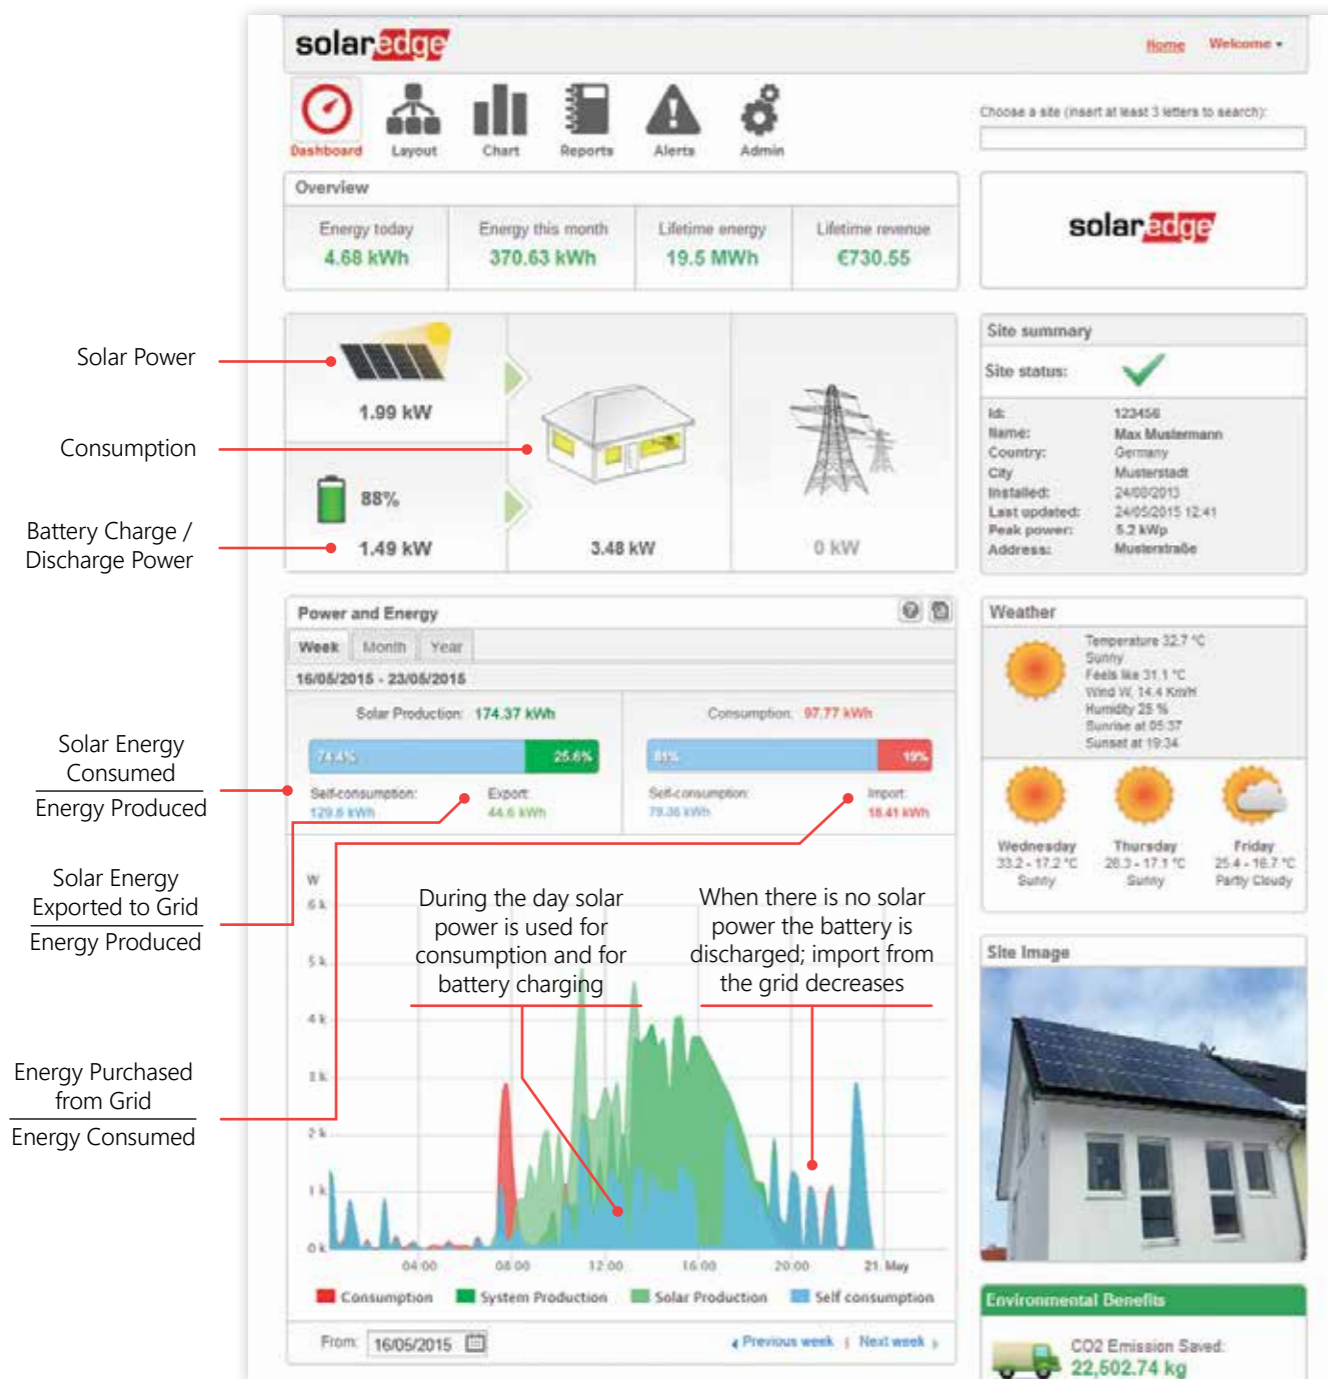 solaredge
Home Welcome
Dashboard Layout Chart Reports Alerts Admin
Choose a site (insert at least 3 letters to search):
Overview
Energy today
4.68 kWh
Energy this month
370.63 kWh
Lifetime energy
19.5 MWh
Lifetime revenue
€730.55
solaredge
Solar Power
1.99 kW
Consumption
88%
Battery Charge /
Discharge Power
1.49 kW
3.48 kW
0 kW
Site summary
Site status:
Id: 123456
Name: Max Mustermann
Country: Germany
City Musterstadt
Installed: 24/08/2013
Last updated: 24/05/2015 12:41
Peak power: 5.2 kWp
Address: Musterstraße
Power and Energy
Week Month Year
16/05/2015 - 23/05/2015
Solar Production: 174.37 kWh
74.4% 25.6%
Self-consumption: Export:
129.8 kWh 44.6 kWh
Consumption: 97.77 kWh
81% 19%
Self-consumption: Import:
79.36 kWh 18.41 kWh
Solar Energy
Consumed
Energy Produced
Solar Energy
Exported to Grid
Energy Produced
Energy Purchased
from Grid
Energy Consumed
W
During the day solar
power is used for
consumption and for
battery charging
When there is no solar
power the battery is
discharged; import from
the grid decreases
6 k
5 k
4 k
3 k
2 k
1 k
0 k
04:00 08:00 12:00 16:00 20:00 21. May
Consumption System Production Solar Production Self consumption
From: 16/05/2015
Previous week | Next week
Weather
Temperature 32.7 °C
Sunny
Feels like 31.1 °C
Wind W, 14.4 Km/H
Humidity 25 %
Sunrise at 05:37
Sunset at 19:34
Wednesday
33.2 - 17.2 °C
Sunny
Thursday
26.3 - 17.1 °C
Sunny
Friday
25.4 - 16.7 °C
Partly Cloudy
Site Image
Environmental Benefits
CO2 Emission Saved:
22,502.74 kg